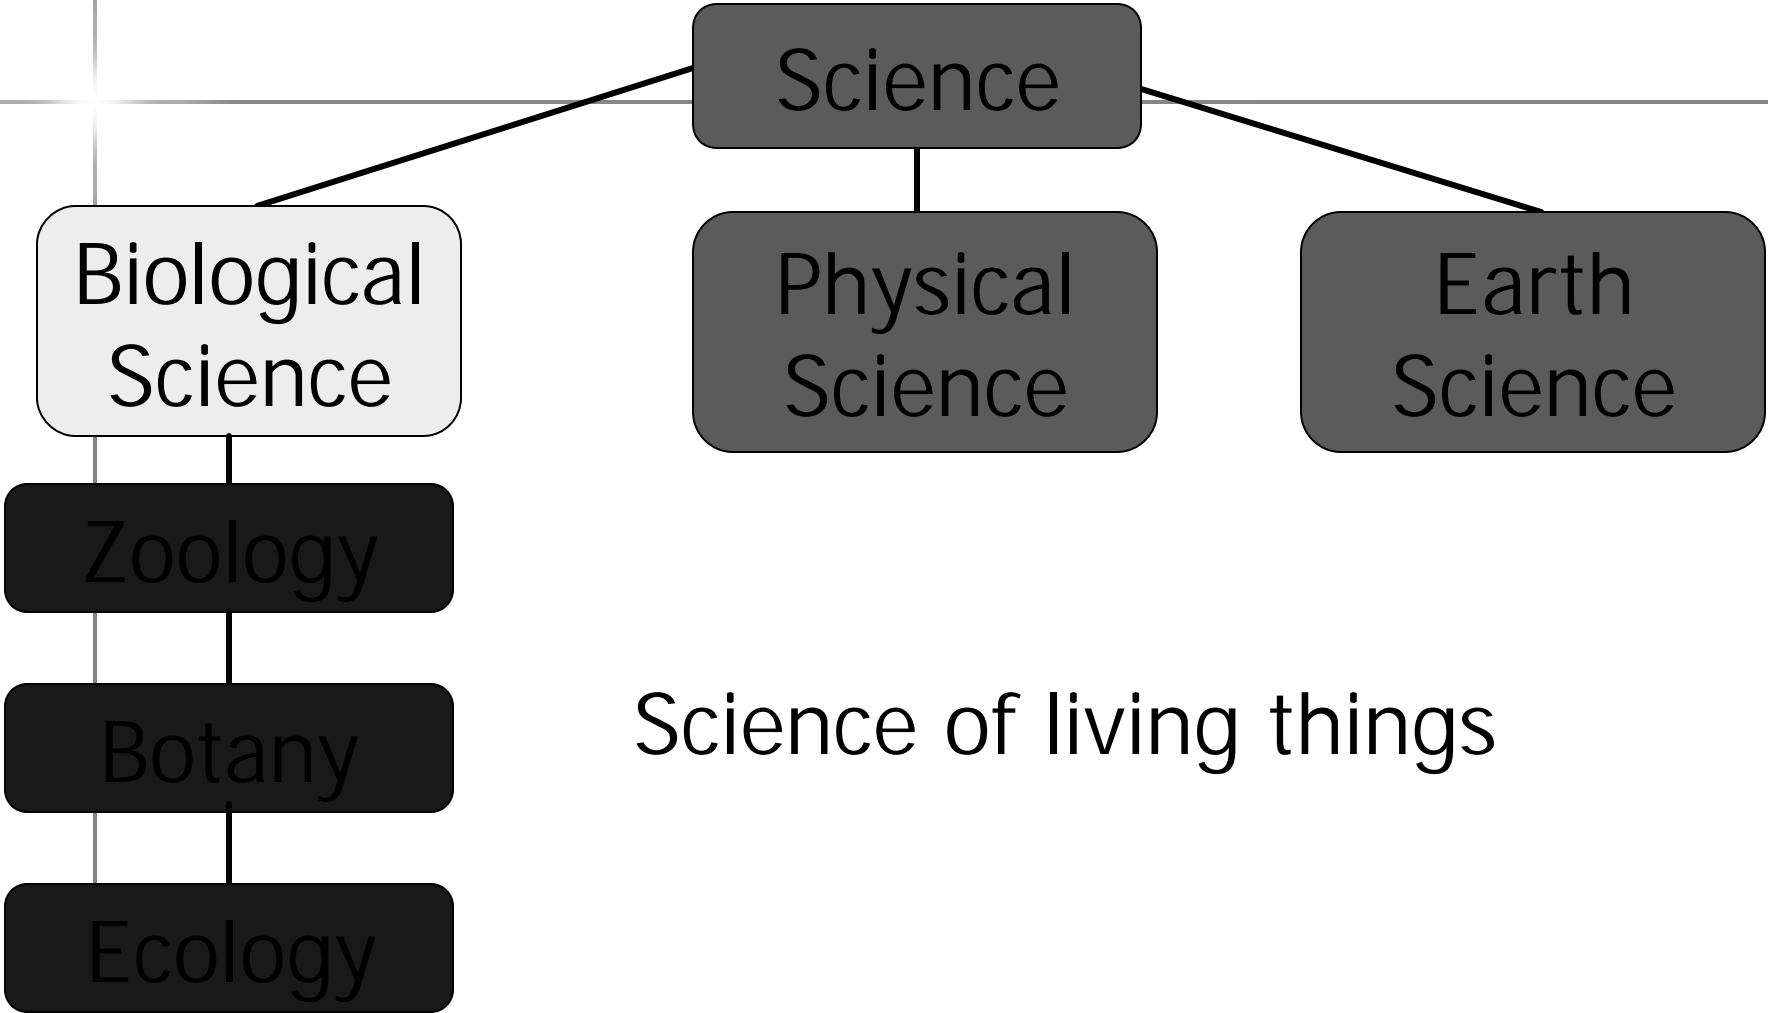 Science
Biological
Science
Physical
Science
Earth
Science
Zoology
Botany
Ecology
Science of living things